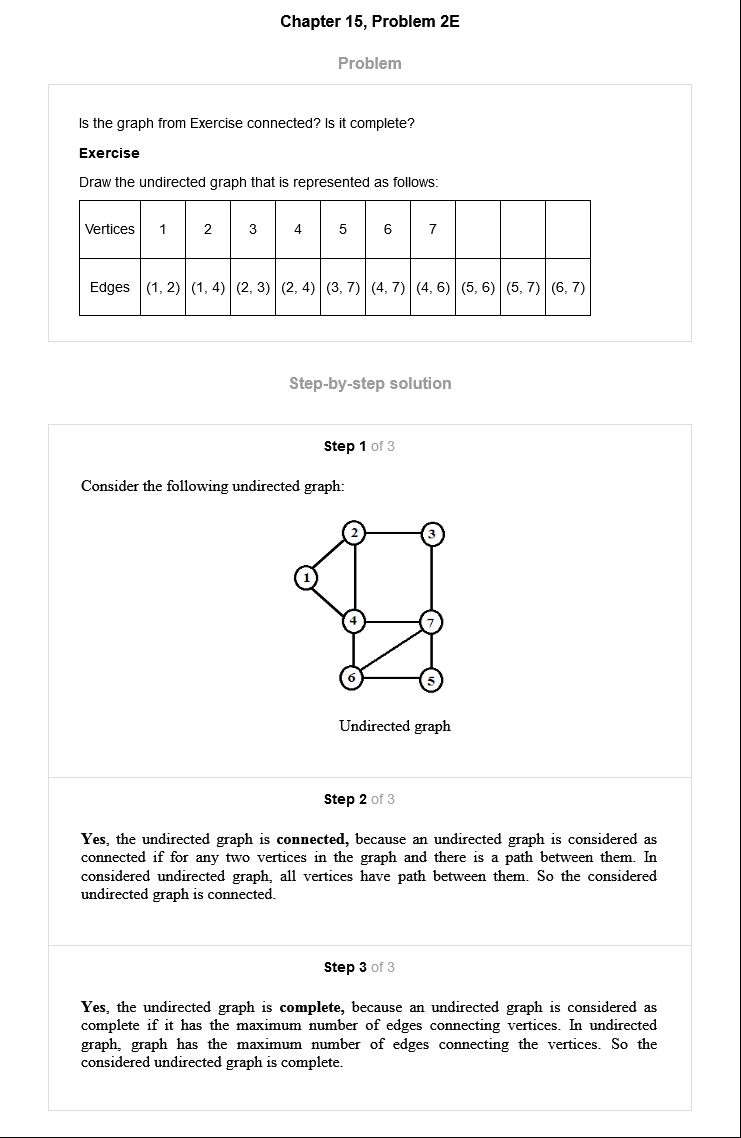 Chapter 15, Problem 2E
Problem
Is the graph from Exercise connected? Is it complete?
Exercise
Draw the undirected graph that is represented as follows:
Vertices 1 2 3 4 5 6 7
Edges (1, 2) (1, 4) (2, 3) (2, 4) (3, 7) (4, 7) (4, 6) (5, 6) (5, 7) (6, 7)
Step-by-step solution
Step 1 of 3
Consider the following undirected graph:
2 3
1
4 7
6 5
Undirected graph
Step 2 of 3
Yes, the undirected graph is connected, because an undirected graph is considered as
connected if for any two vertices in the graph and there is a path between them. In
considered undirected graph, all vertices have path between them. So the considered
undirected graph is connected.
Step 3 of 3
Yes, the undirected graph is complete, because an undirected graph is considered as
complete if it has the maximum number of edges connecting vertices. In undirected
graph, graph has the maximum number of edges connecting the vertices. So the
considered undirected graph is complete.